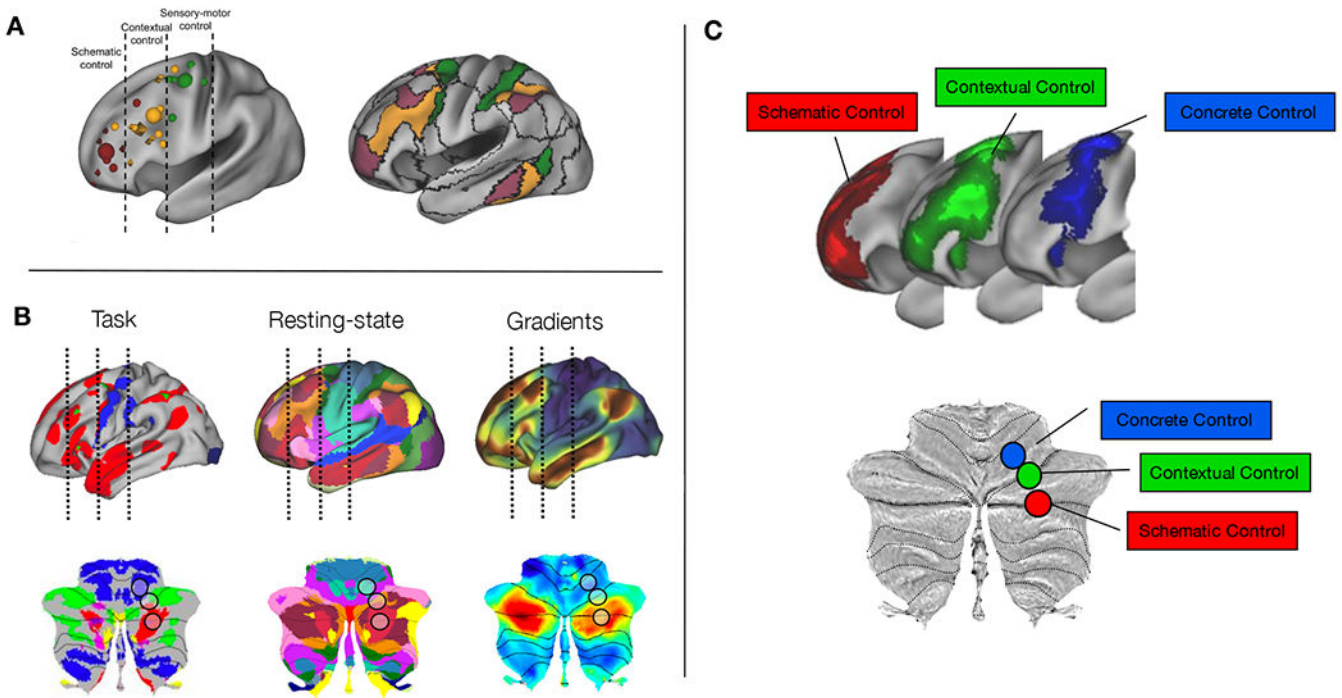 A
Schematic
control
Contextual
control
Sensory-motor
control
B
Task
Resting-state
Gradients
C
Schematic Control
Contextual Control
Concrete Control
Concrete Control
Contextual Control
Schematic Control